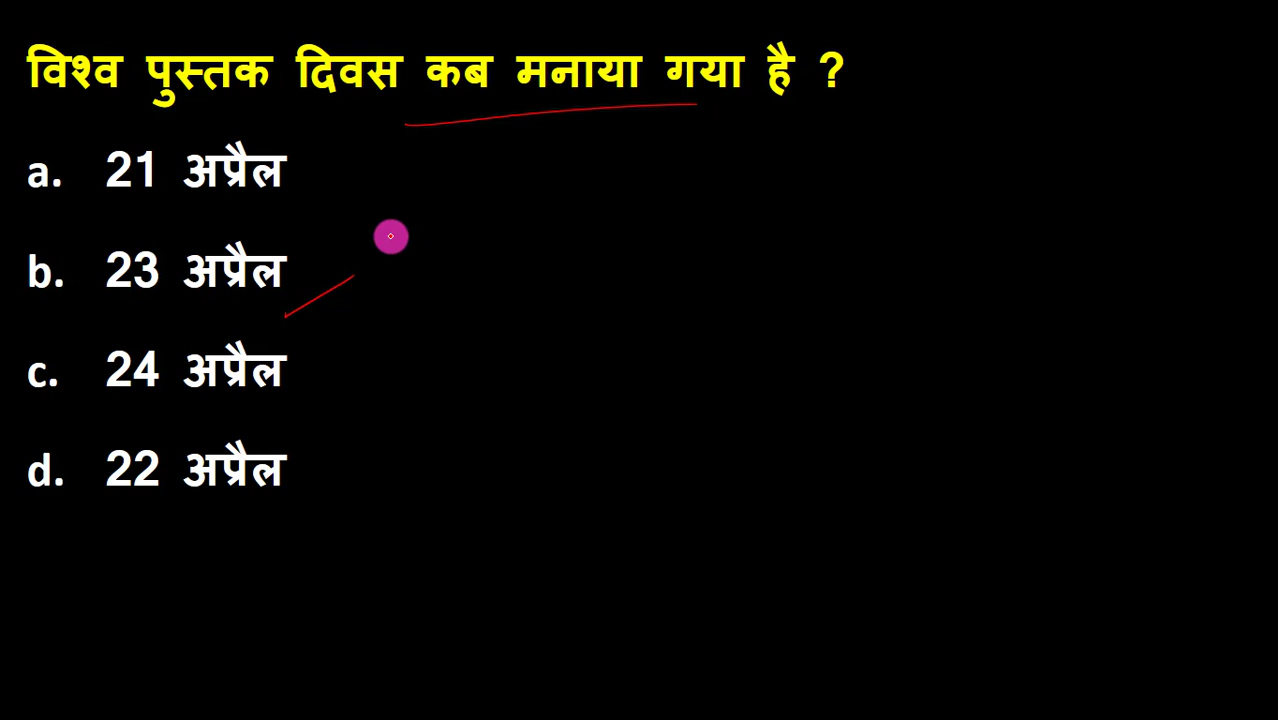 विश्व पुस्तक दिवस कब मनाया गया है ?
a. 21 अप्रैल
b. 23 अप्रैल
c. 24 अप्रैल
d. 22 अप्रैल